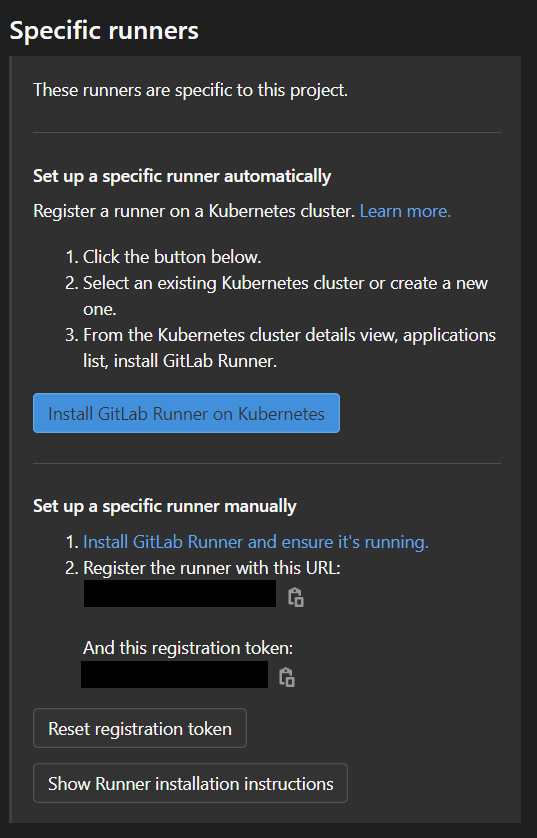 Specific runners
These runners are specific to this project.
Set up a specific runner automatically
Register a runner on a Kubernetes cluster. Learn more.
1. Click the button below.
2. Select an existing Kubernetes cluster or create a new
one.
3. From the Kubernetes cluster details view, applications
list, install GitLab Runner.
Install GitLab Runner on Kubernetes
Set up a specific runner manually
1. Install GitLab Runner and ensure it's running.
2. Register the runner with this URL:
And this registration token:
Reset registration token
Show Runner installation instructions